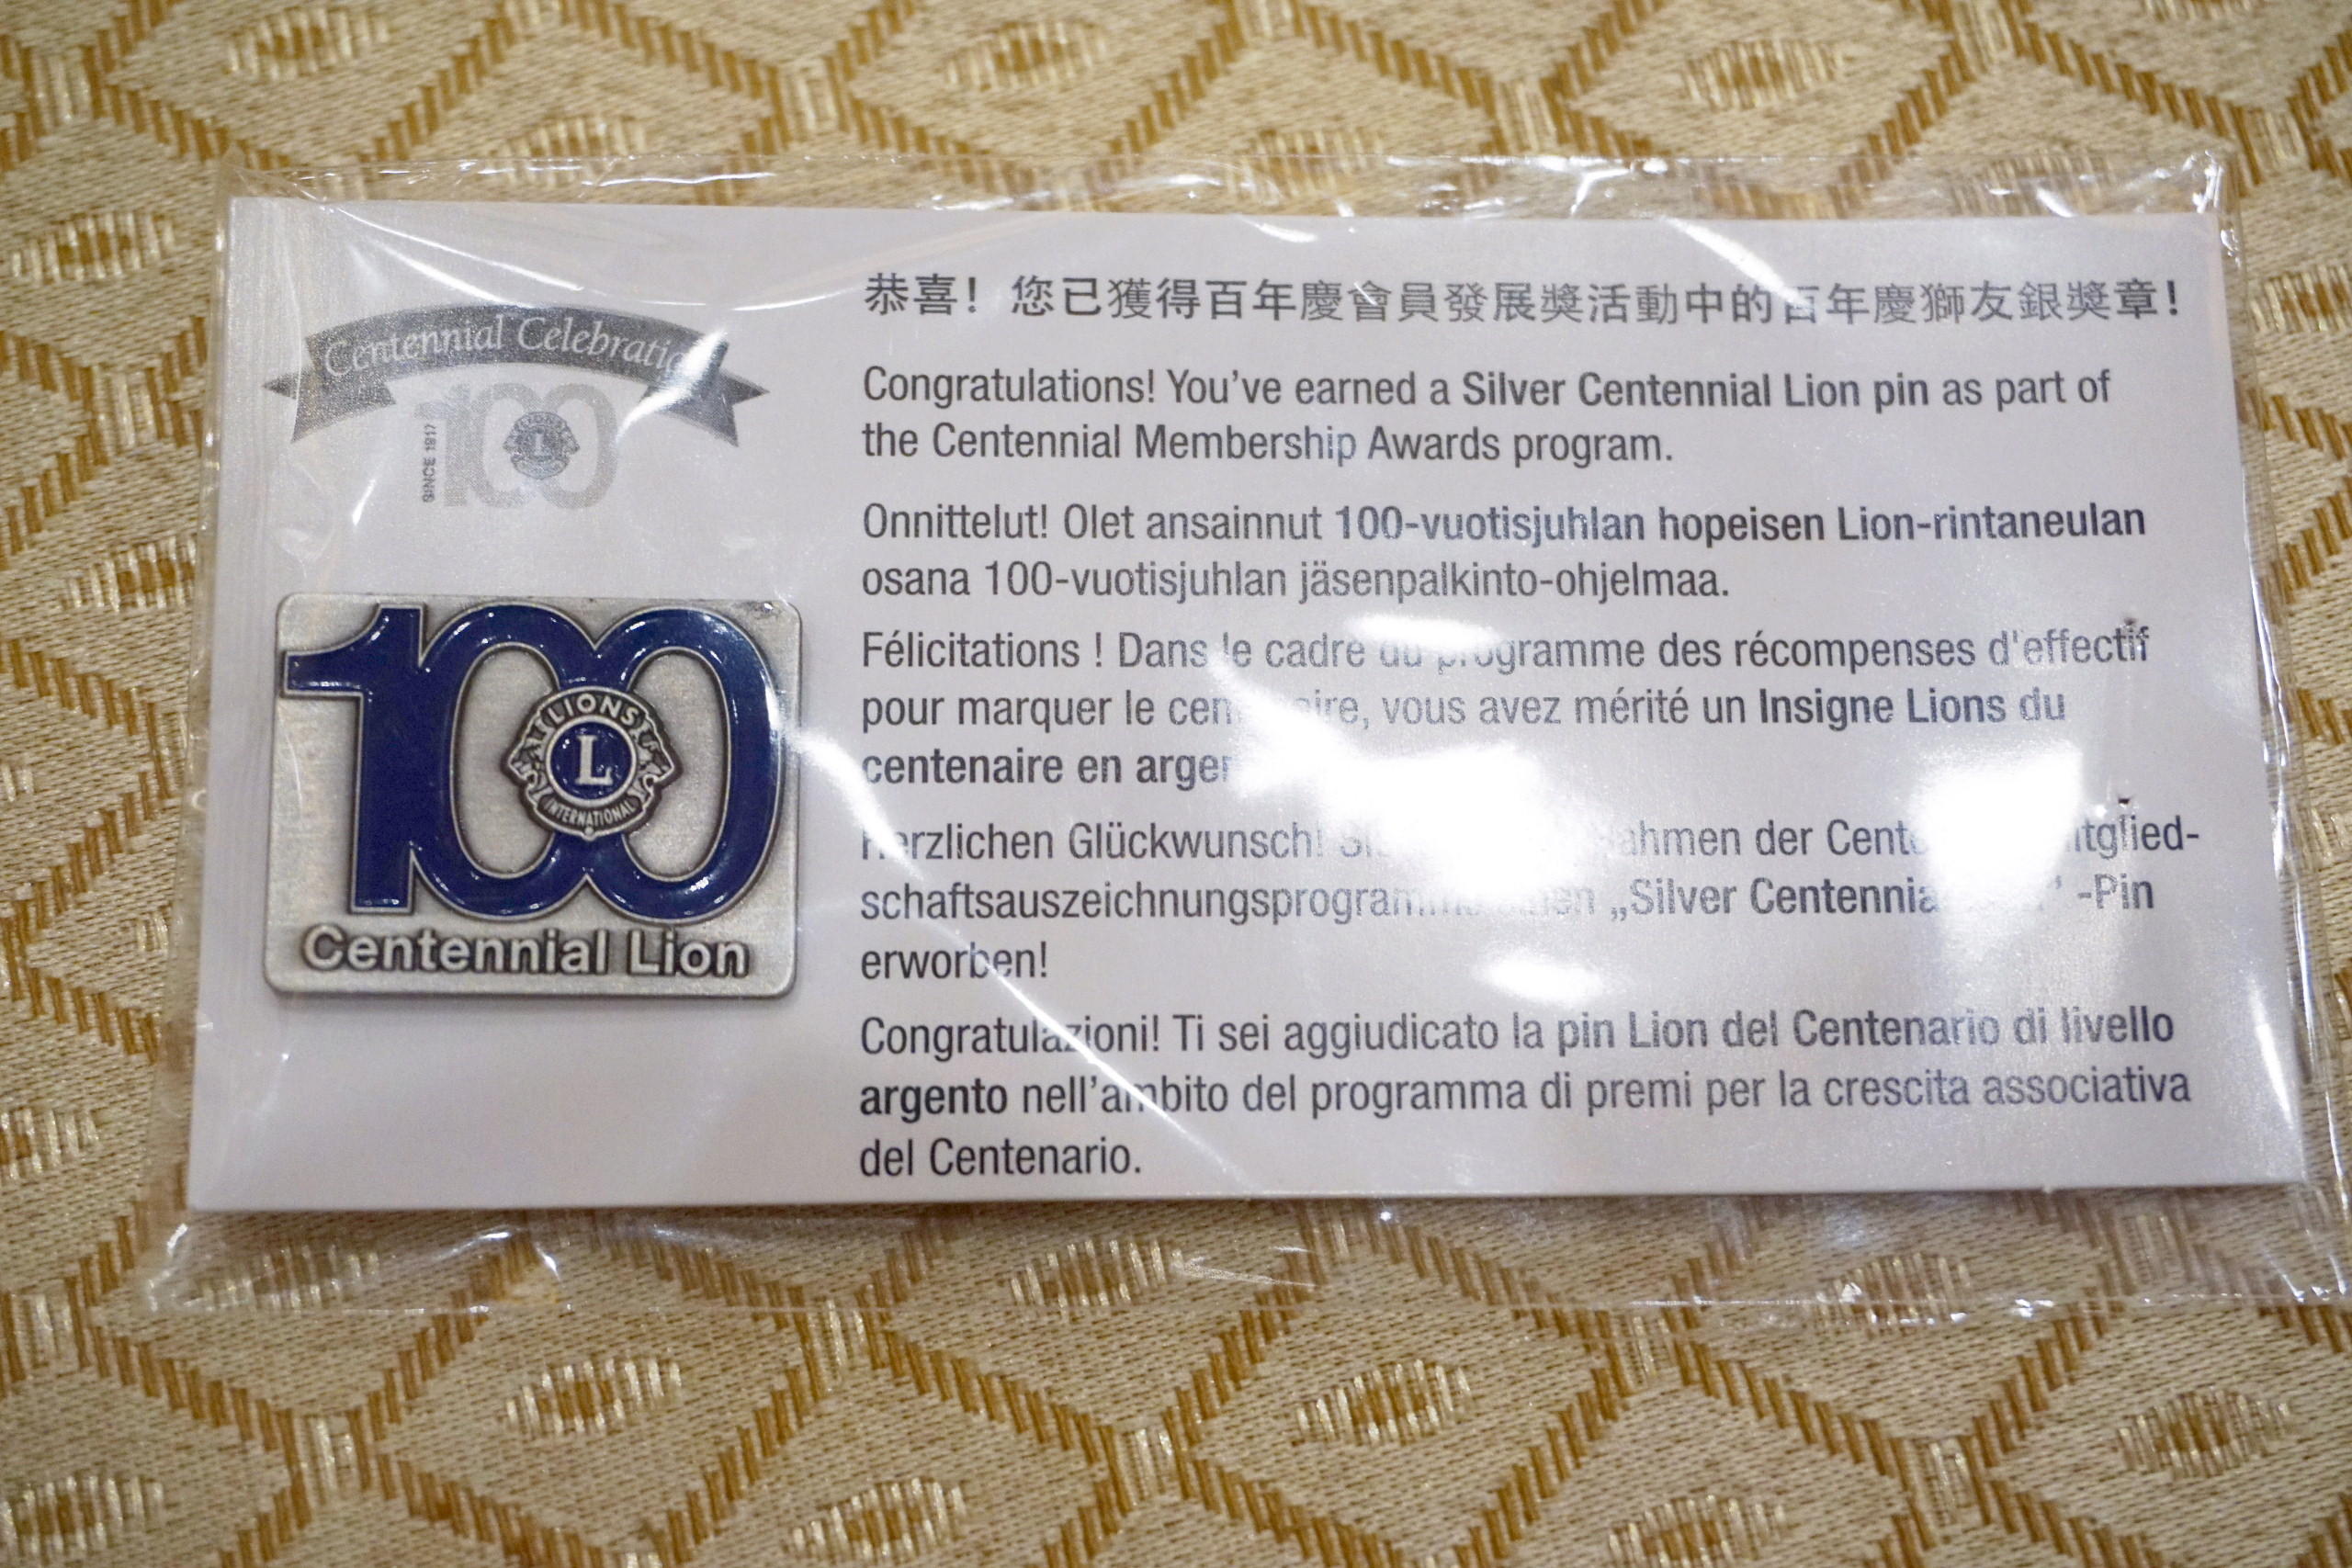 Centennial Celebratio
SINCE 1917
100
L
100
LIONS
L
INTERNATIONAL
Centennial Lion
恭喜！您已獲得百年慶會員發展獎活動中的百年慶獅友銀獎章！
Congratulations! You've earned a Silver Centennial Lion pin as part of
the Centennial Membership Awards program.
Onnittelut! Olet ansainnut 100-vuotisjuhlan hopeisen Lion-rintaneulan
osana 100-vuotisjuhlan jäsenpalkinto-ohjelmaa.
Félicitations ! Dans le cadre du programme des récompenses d'effectif
pour marquer le centenaire, vous avez mérité un Insigne Lions du
centenaire en
Herzlichen Glückwunsch! der
schaftsauszeichnungsprogramms einen „Silver -Pin
erworben!
Congratulazioni! Ti sei aggiudicato la pin Lion del Centenario di livello
argento nell'ambito del programma di premi per la crescita associativa
del Centenario.